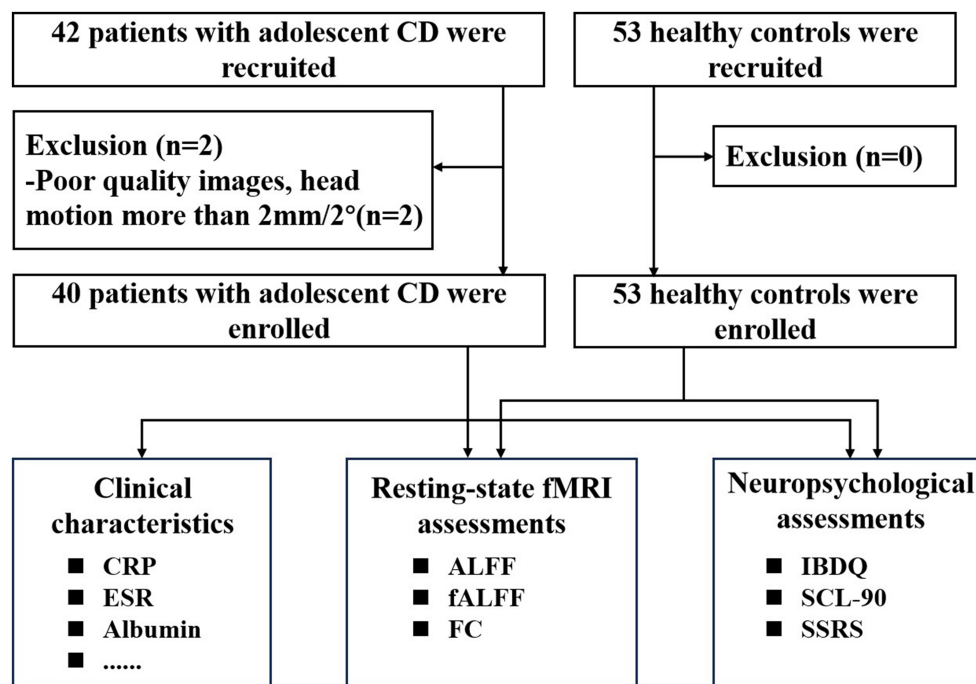 42 patients with adolescent CD were
recruited
53 healthy controls were
recruited
Exclusion (n=2)
-Poor quality images, head
motion more than 2mm/2°(n=2)
Exclusion (n=0)
40 patients with adolescent CD were
enrolled
53 healthy controls were
enrolled
Clinical
characteristics
■ CRP
■ ESR
■ Albumin
■ ......
Resting-state fMRI
assessments
■ ALFF
■ fALFF
■ FC
Neuropsychological
assessments
■ IBDQ
■ SCL-90
■ SSRS